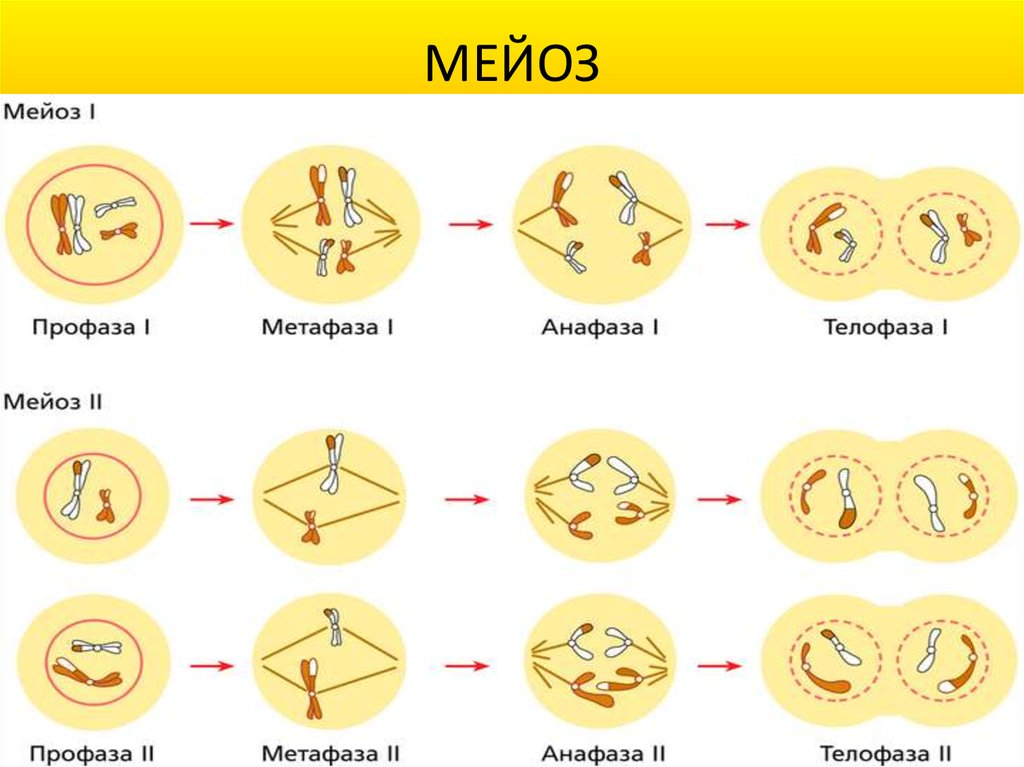 МЕЙОЗ
Мейоз I
Профаза I
Метафаза I
Анафаза I
Телофаза I
Мейоз II
Профаза II
Метафаза II
Анафаза II
Телофаза II